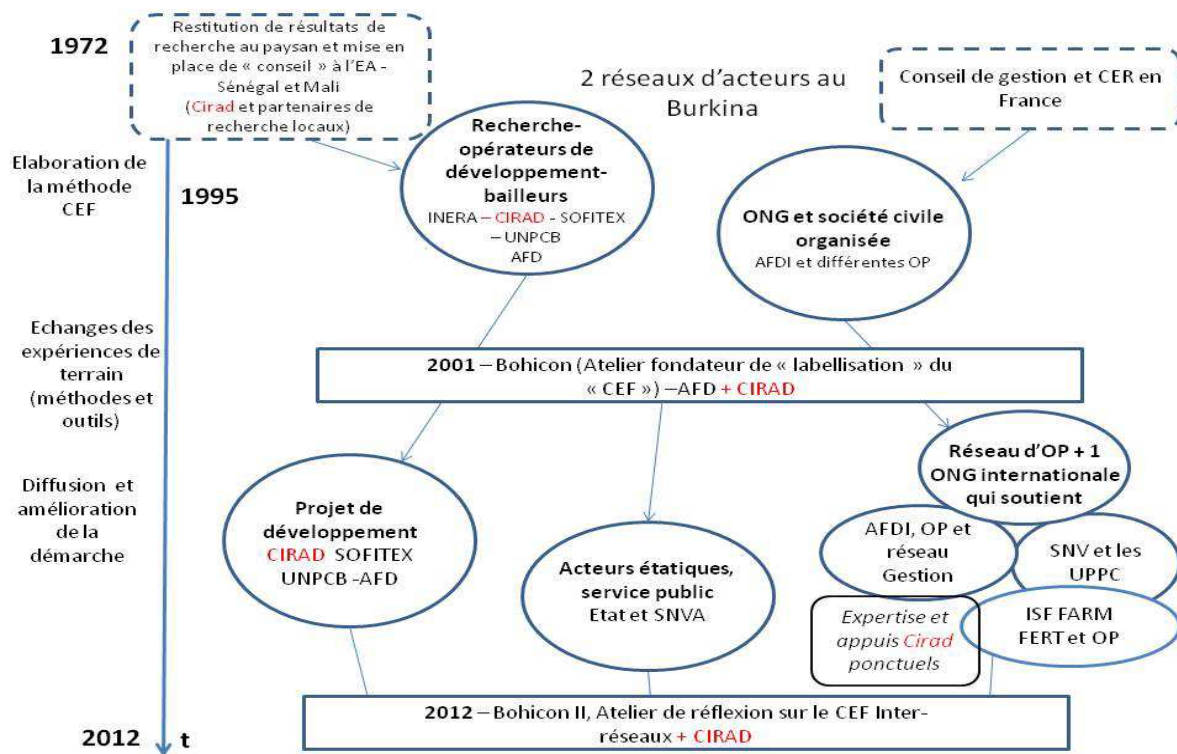 1972
Restitution de résultats de
recherche au paysan et mise en
place de « conseil » à l'EA -
Sénégal et Mali
(Cirad et partenaires de
recherche locaux)
2 réseaux d'acteurs au
Burkina
Conseil de gestion et CER en
France
Elaboration de
la méthode
CEF
1995
Recherche-
opérateurs de
développement-
bailleurs
INERA – CIRAD - SOFITEX
– UNPCB
AFD
ONG et société civile
organisée
AFDI et différentes OP
Echanges des
expériences de
terrain
(méthodes et
outils)
2001 – Bohicon (Atelier fondateur de « labellisation » du
« CEF ») –AFD + CIRAD
Diffusion et
amélioration
de la
démarche
Projet de
développement
CIRAD SOFITEX
UNPCB -AFD
Acteurs étatiques,
service public
Etat et SNVA
Réseau d'OP + 1
ONG internationale
qui soutient
AFDI, OP et
réseau
Gestion
SNV et les
UPPC
Expertise et
appuis Cirad
ponctuels
ISF FARM
FERT et OP
2012 – Bohicon II, Atelier de réflexion sur le CEF Inter-
réseaux + CIRAD
2012 t